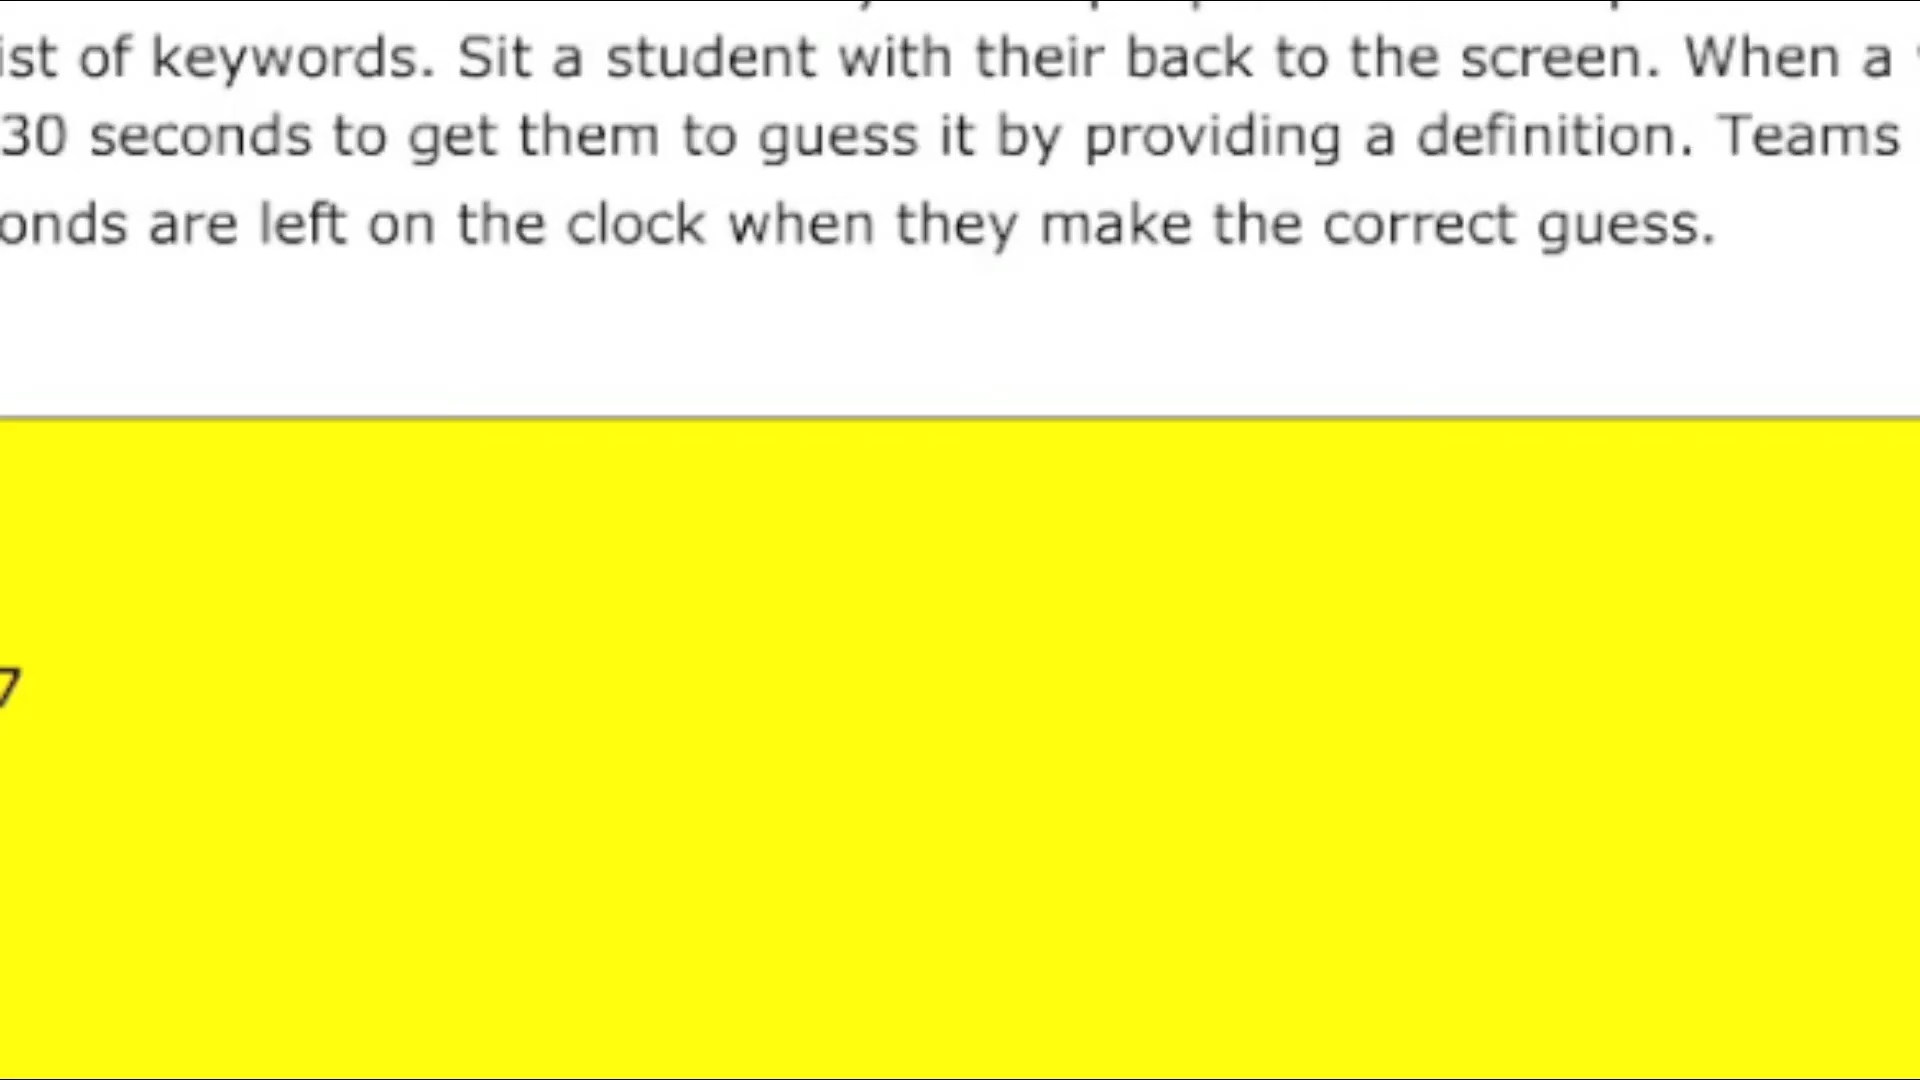 ist of keywords. Sit a student with their back to the screen. When a
30 seconds to get them to guess it by providing a definition. Teams
onds are left on the clock when they make the correct guess.
7